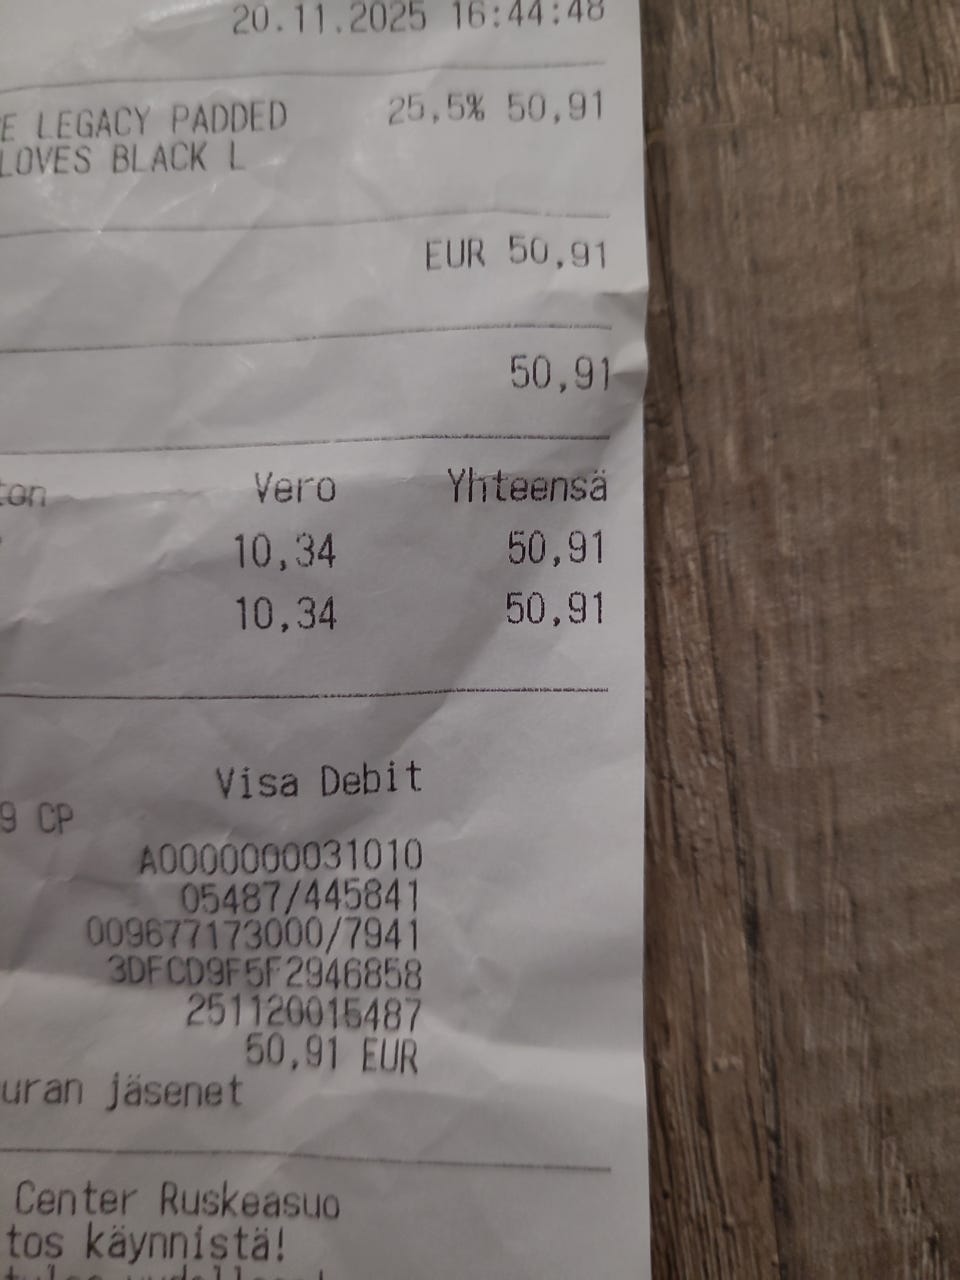 20.11.2025 16:44:48
E LEGACY PADDED 25,5% 50,91
LOVES BLACK L
EUR 50,91
50,91
ton Vero Yhteensä
10,34 50,91
10,34 50,91
Visa Debit
9 CP
A0000000031010
05487/445841
009677173000/7941
3DFCD9F5F2946858
251120015487
50,91 EUR
uran jäsenet
Center Ruskeasuo
tos käynnistä!